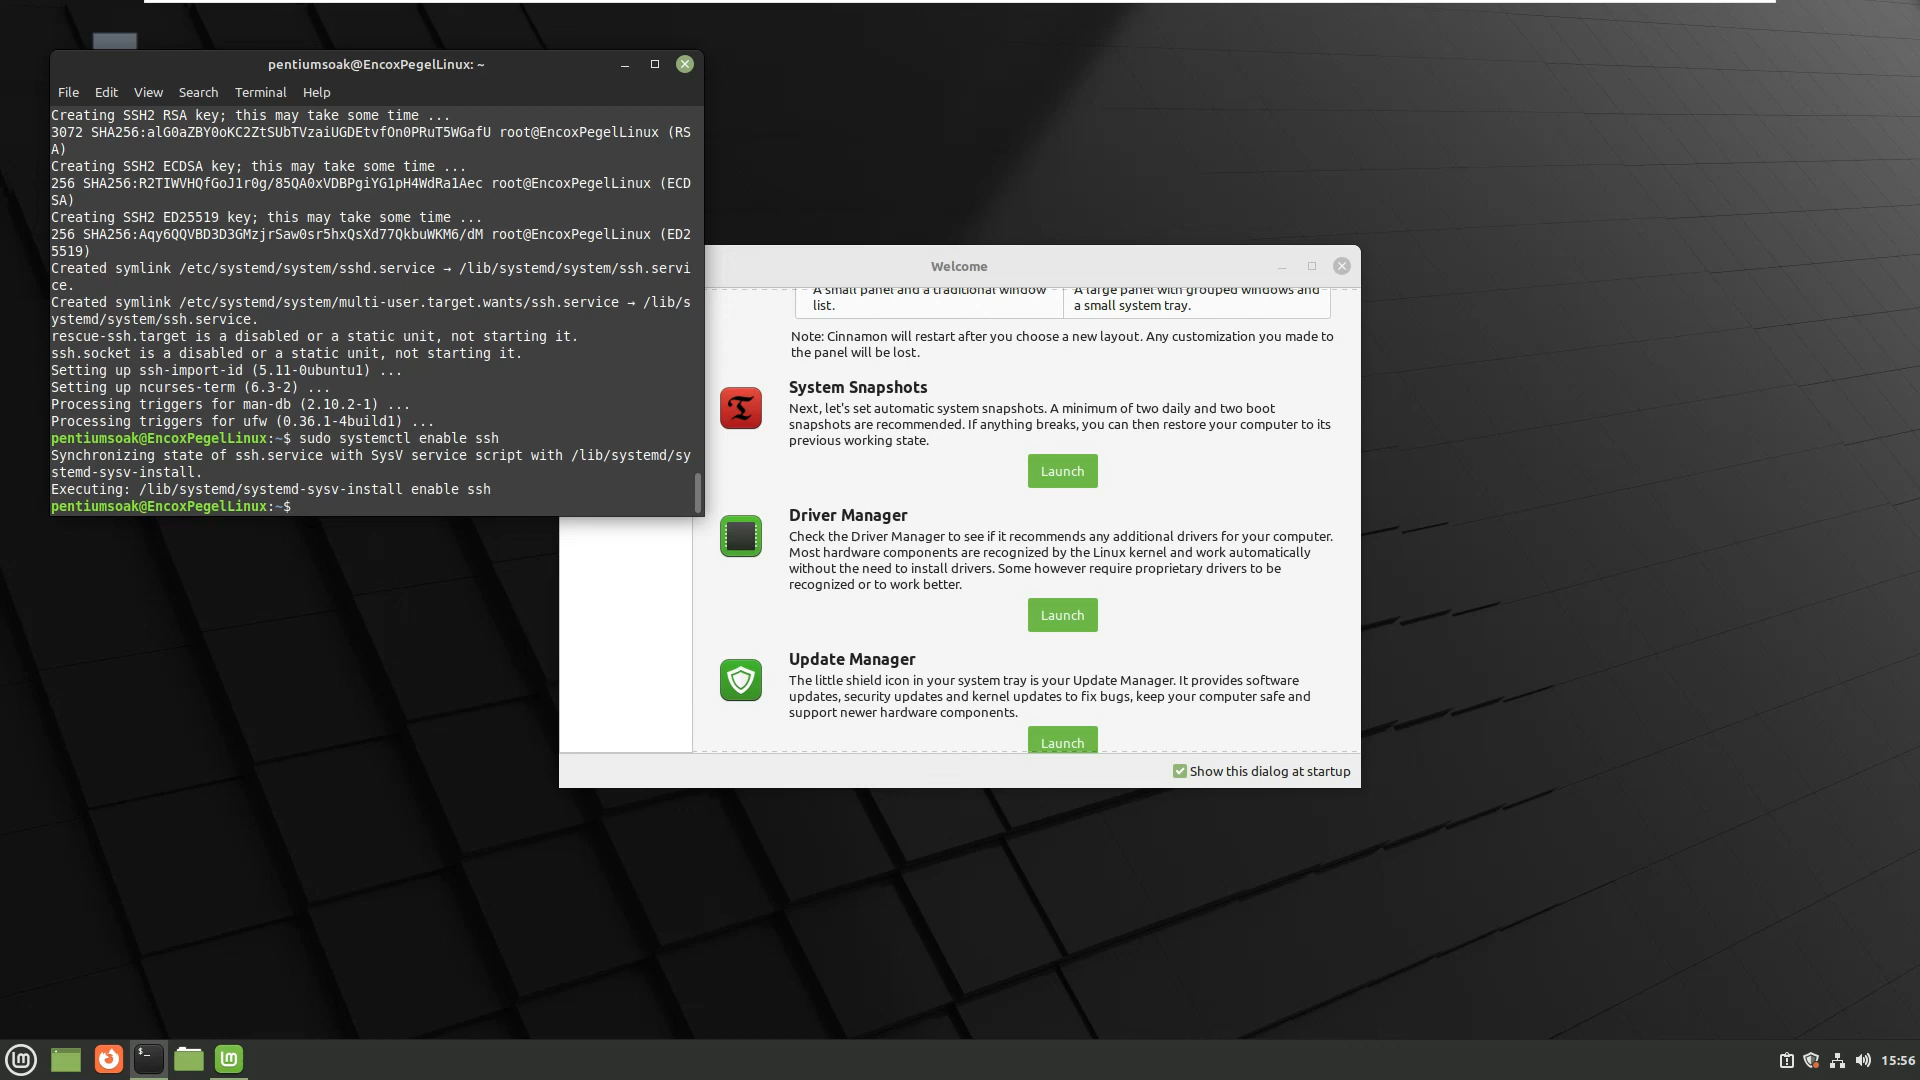 pentiumsoak@EncoxPegelLinux: ~
File Edit View Search Terminal Help
Creating SSH2 RSA key; this may take some time ...
3072 SHA256:alG0aZBY0oKC2ZtSUbTVzaiUGDEtvfOn0PRuT5WGafU root@EncoxPegelLinux (RS
A)
Creating SSH2 ECDSA key; this may take some time ...
256 SHA256:R2TIWVHQfGoJ1r0g/85QA0xVDBPgiYG1pH4WdRa1Aec root@EncoxPegelLinux (ECD
SA)
Creating SSH2 ED25519 key; this may take some time ...
256 SHA256:Aqy6QQVBD3D3GMzjrSaw0sr5hxQsXd77QkbuWKM6/dM root@EncoxPegelLinux (ED2
5519)
Created symlink /etc/systemd/system/sshd.service → /lib/systemd/system/ssh.servi
ce.
Created symlink /etc/systemd/system/multi-user.target.wants/ssh.service → /lib/s
ystemd/system/ssh.service.
rescue-ssh.target is a disabled or a static unit, not starting it.
ssh.socket is a disabled or a static unit, not starting it.
Setting up ssh-import-id (5.11-0ubuntu1) ...
Setting up ncurses-term (6.3-2) ...
Processing triggers for man-db (2.10.2-1) ...
Processing triggers for ufw (0.36.1-4build1) ...
pentiumsoak@EncoxPegelLinux:~$ sudo systemctl enable ssh
Synchronizing state of ssh.service with SysV service script with /lib/systemd/sy
stemd-sysv-install.
Executing: /lib/systemd/systemd-sysv-install enable ssh
pentiumsoak@EncoxPegelLinux:~$
Welcome
A small panel and a traditional window
list.
A large panel with grouped windows and
a small system tray.
Note: Cinnamon will restart after you choose a new layout. Any customization you made to
the panel will be lost.
System Snapshots
Next, let's set automatic system snapshots. A minimum of two daily and two boot
snapshots are recommended. If anything breaks, you can then restore your computer to its
previous working state.
Launch
Driver Manager
Check the Driver Manager to see if it recommends any additional drivers for your computer.
Most hardware components are recognized by the Linux kernel and work automatically
without the need to install drivers. Some however require proprietary drivers to be
recognized or to work better.
Launch
Update Manager
The little shield icon in your system tray is your Update Manager. It provides software
updates, security updates and kernel updates to fix bugs, keep your computer safe and
support newer hardware components.
Launch
Show this dialog at startup
15:56